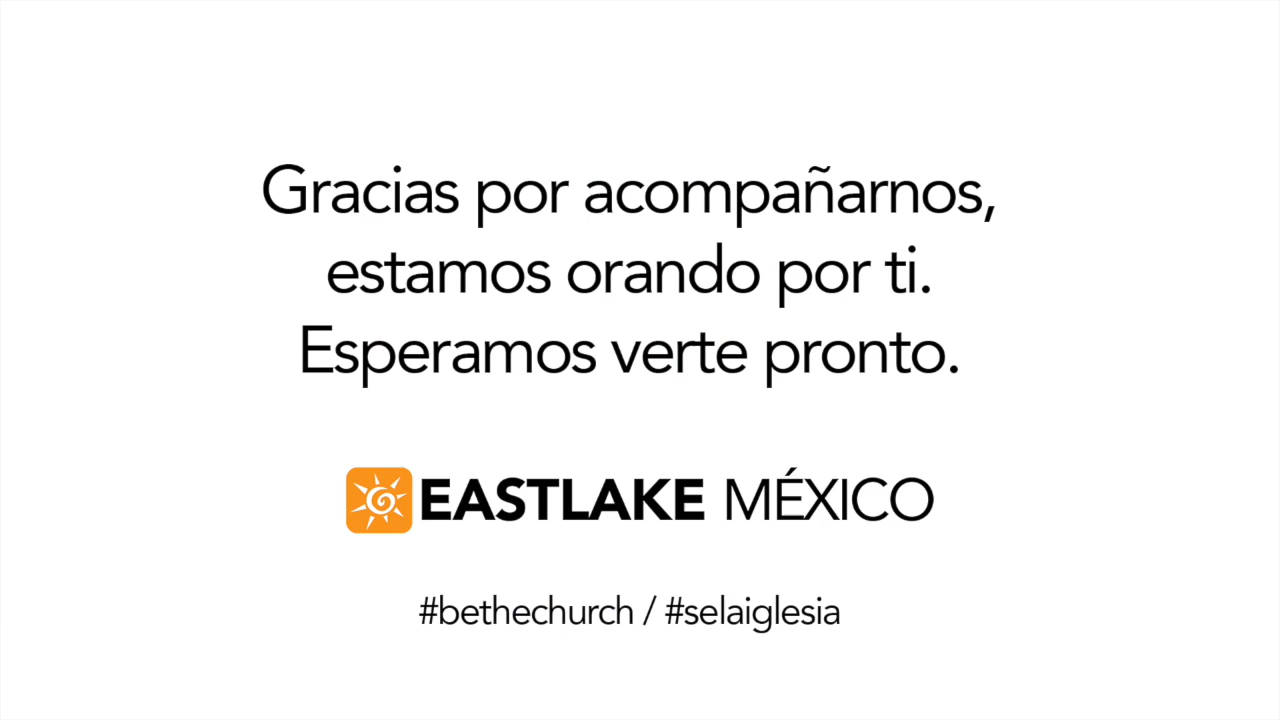 Gracias por acompañarnos,
estamos orando por ti.
Esperamos verte pronto.
EASTLAKE MÉXICO
#bethechurch / #selaiglesia